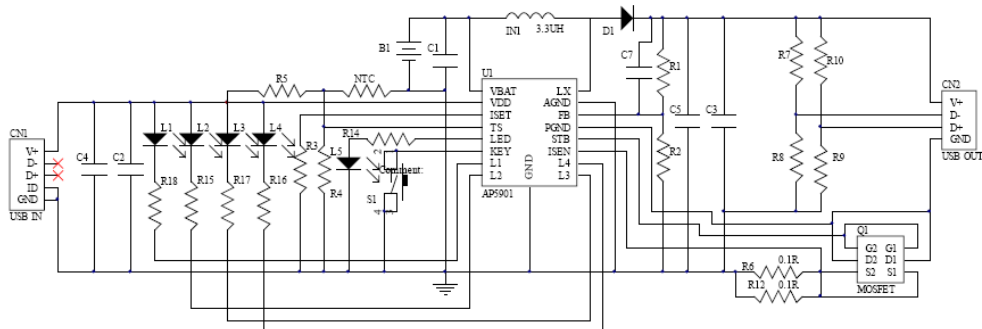 IN1 3.3UH D1
B1 C1
C7 R1
R7 R10
CN2
V+
D-
D+
GND
USB OUT
U1
VBAT LX
VDD AGND
ISET FB
TS PGND
LED STB
KEY ISEN
L1 L4
L2 L3
GND
AP5901
R5 NTC
CN1
V+
D-
D+
ID
GND
USB IN
C4 C2
L1 L2 L3 L4
R18 R15 R17 R16
R3 R4
L5 R14
Comment:
S1
2
4 3
R2 C5 C3
R8 R9
Q1
G2 G1
D2 D1
S2 S1
MOSFET
R6 0.1R
R12 0.1R